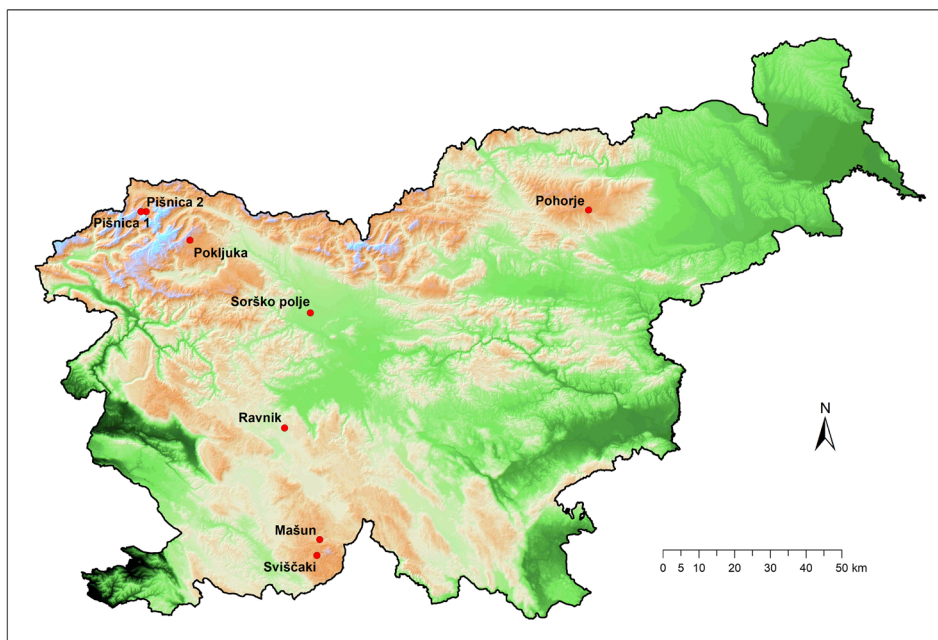 Pišnica 2
Pišnica 1
Pohorje
Pokljuka
Sorško polje
Ravnik
N
Mašun
Sviščaki
0 5 10 20 30 40 50 km